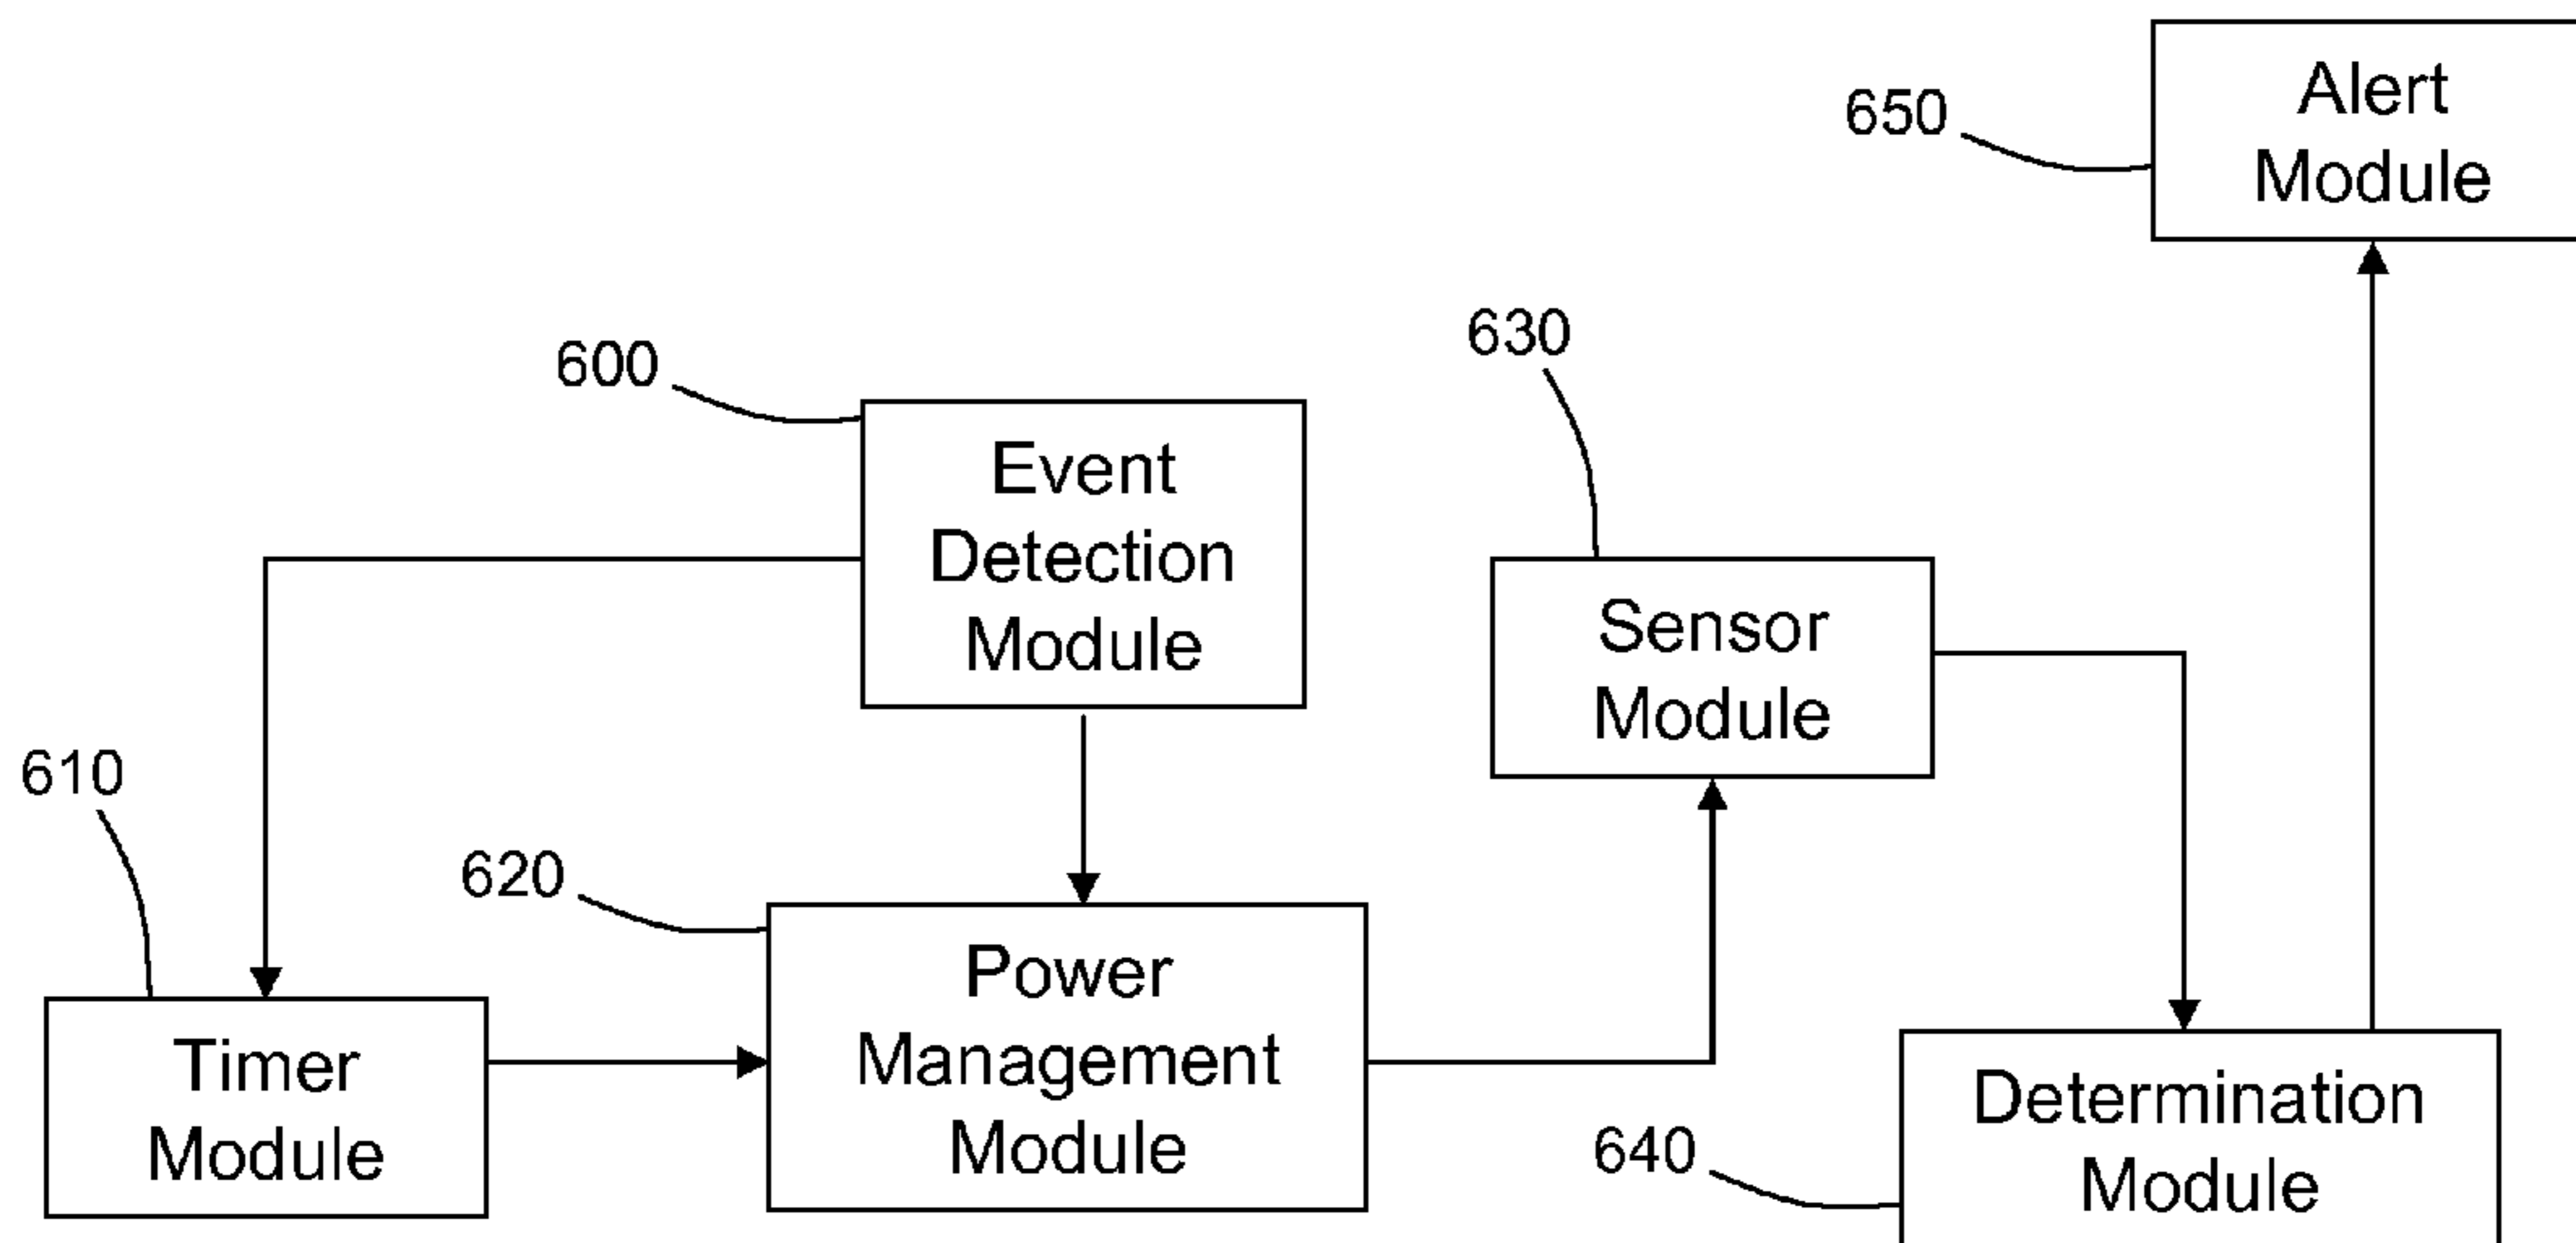 650
Alert
Module
600
Event
Detection
Module
630
Sensor
Module
610
Timer
Module
620
Power
Management
Module
640
Determination
Module